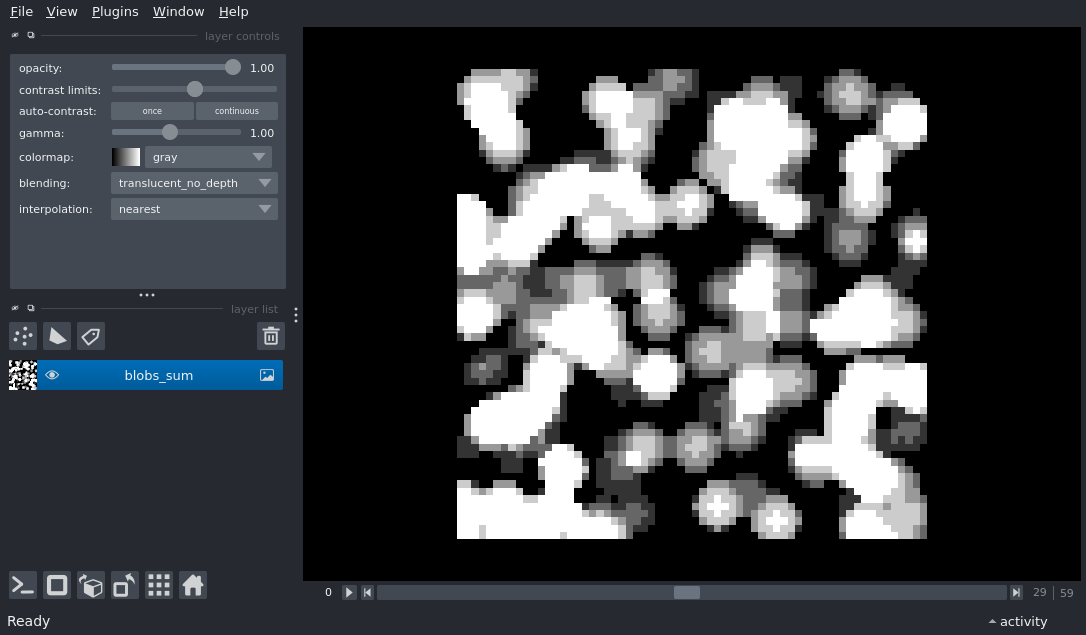 File View Plugins Window Help
layer controls
opacity: 1.00
contrast limits:
auto-contrast: once continuous
gamma: 1.00
colormap: gray
blending: translucent_no_depth
interpolation: nearest
layer list
blobs_sum
0 29 59
Ready activity